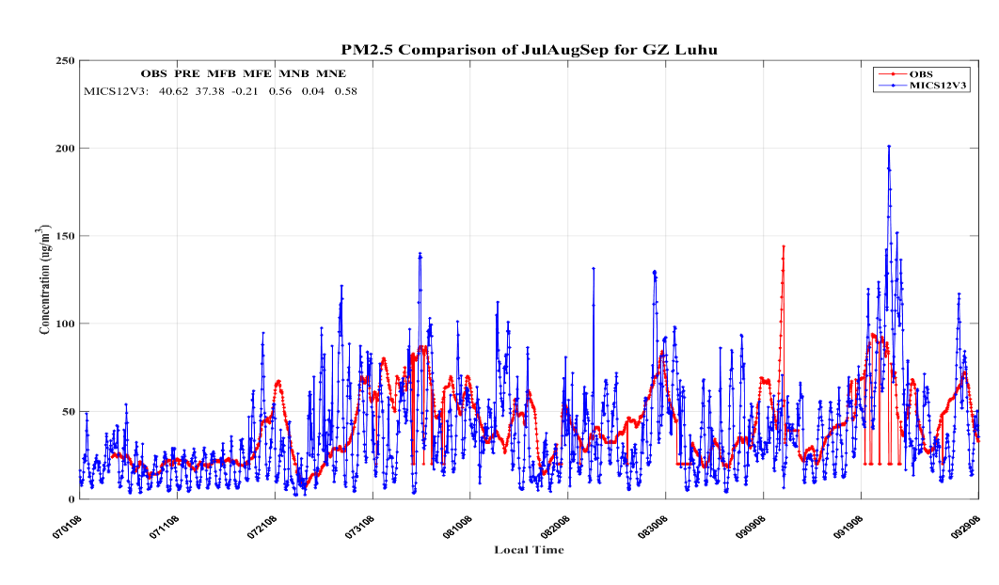 PM2.5 Comparison of JulAugSep for GZ Luhu
OBS PRE MFB MFE MNB MNE
MICS12V3: 40.62 37.38 -0.21 0.56 0.04 0.58
OBS
MICS12V3
250
200
150
100
50
0
Concentration (ug/m³)
070108
071108
072108
073108
081008
082008
083008
090908
091908
092908
Local Time